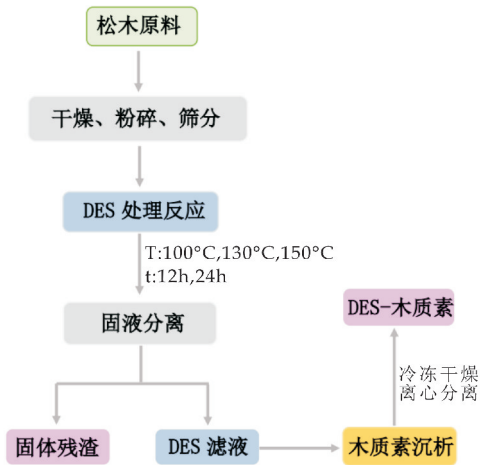 松木原料
干燥、粉碎、筛分
DES 处理反应
T:100°C,130°C,150°C
t:12h,24h
固液分离
固体残渣
DES 滤液
木质素沉析
冷冻干燥
离心分离
DES-木质素